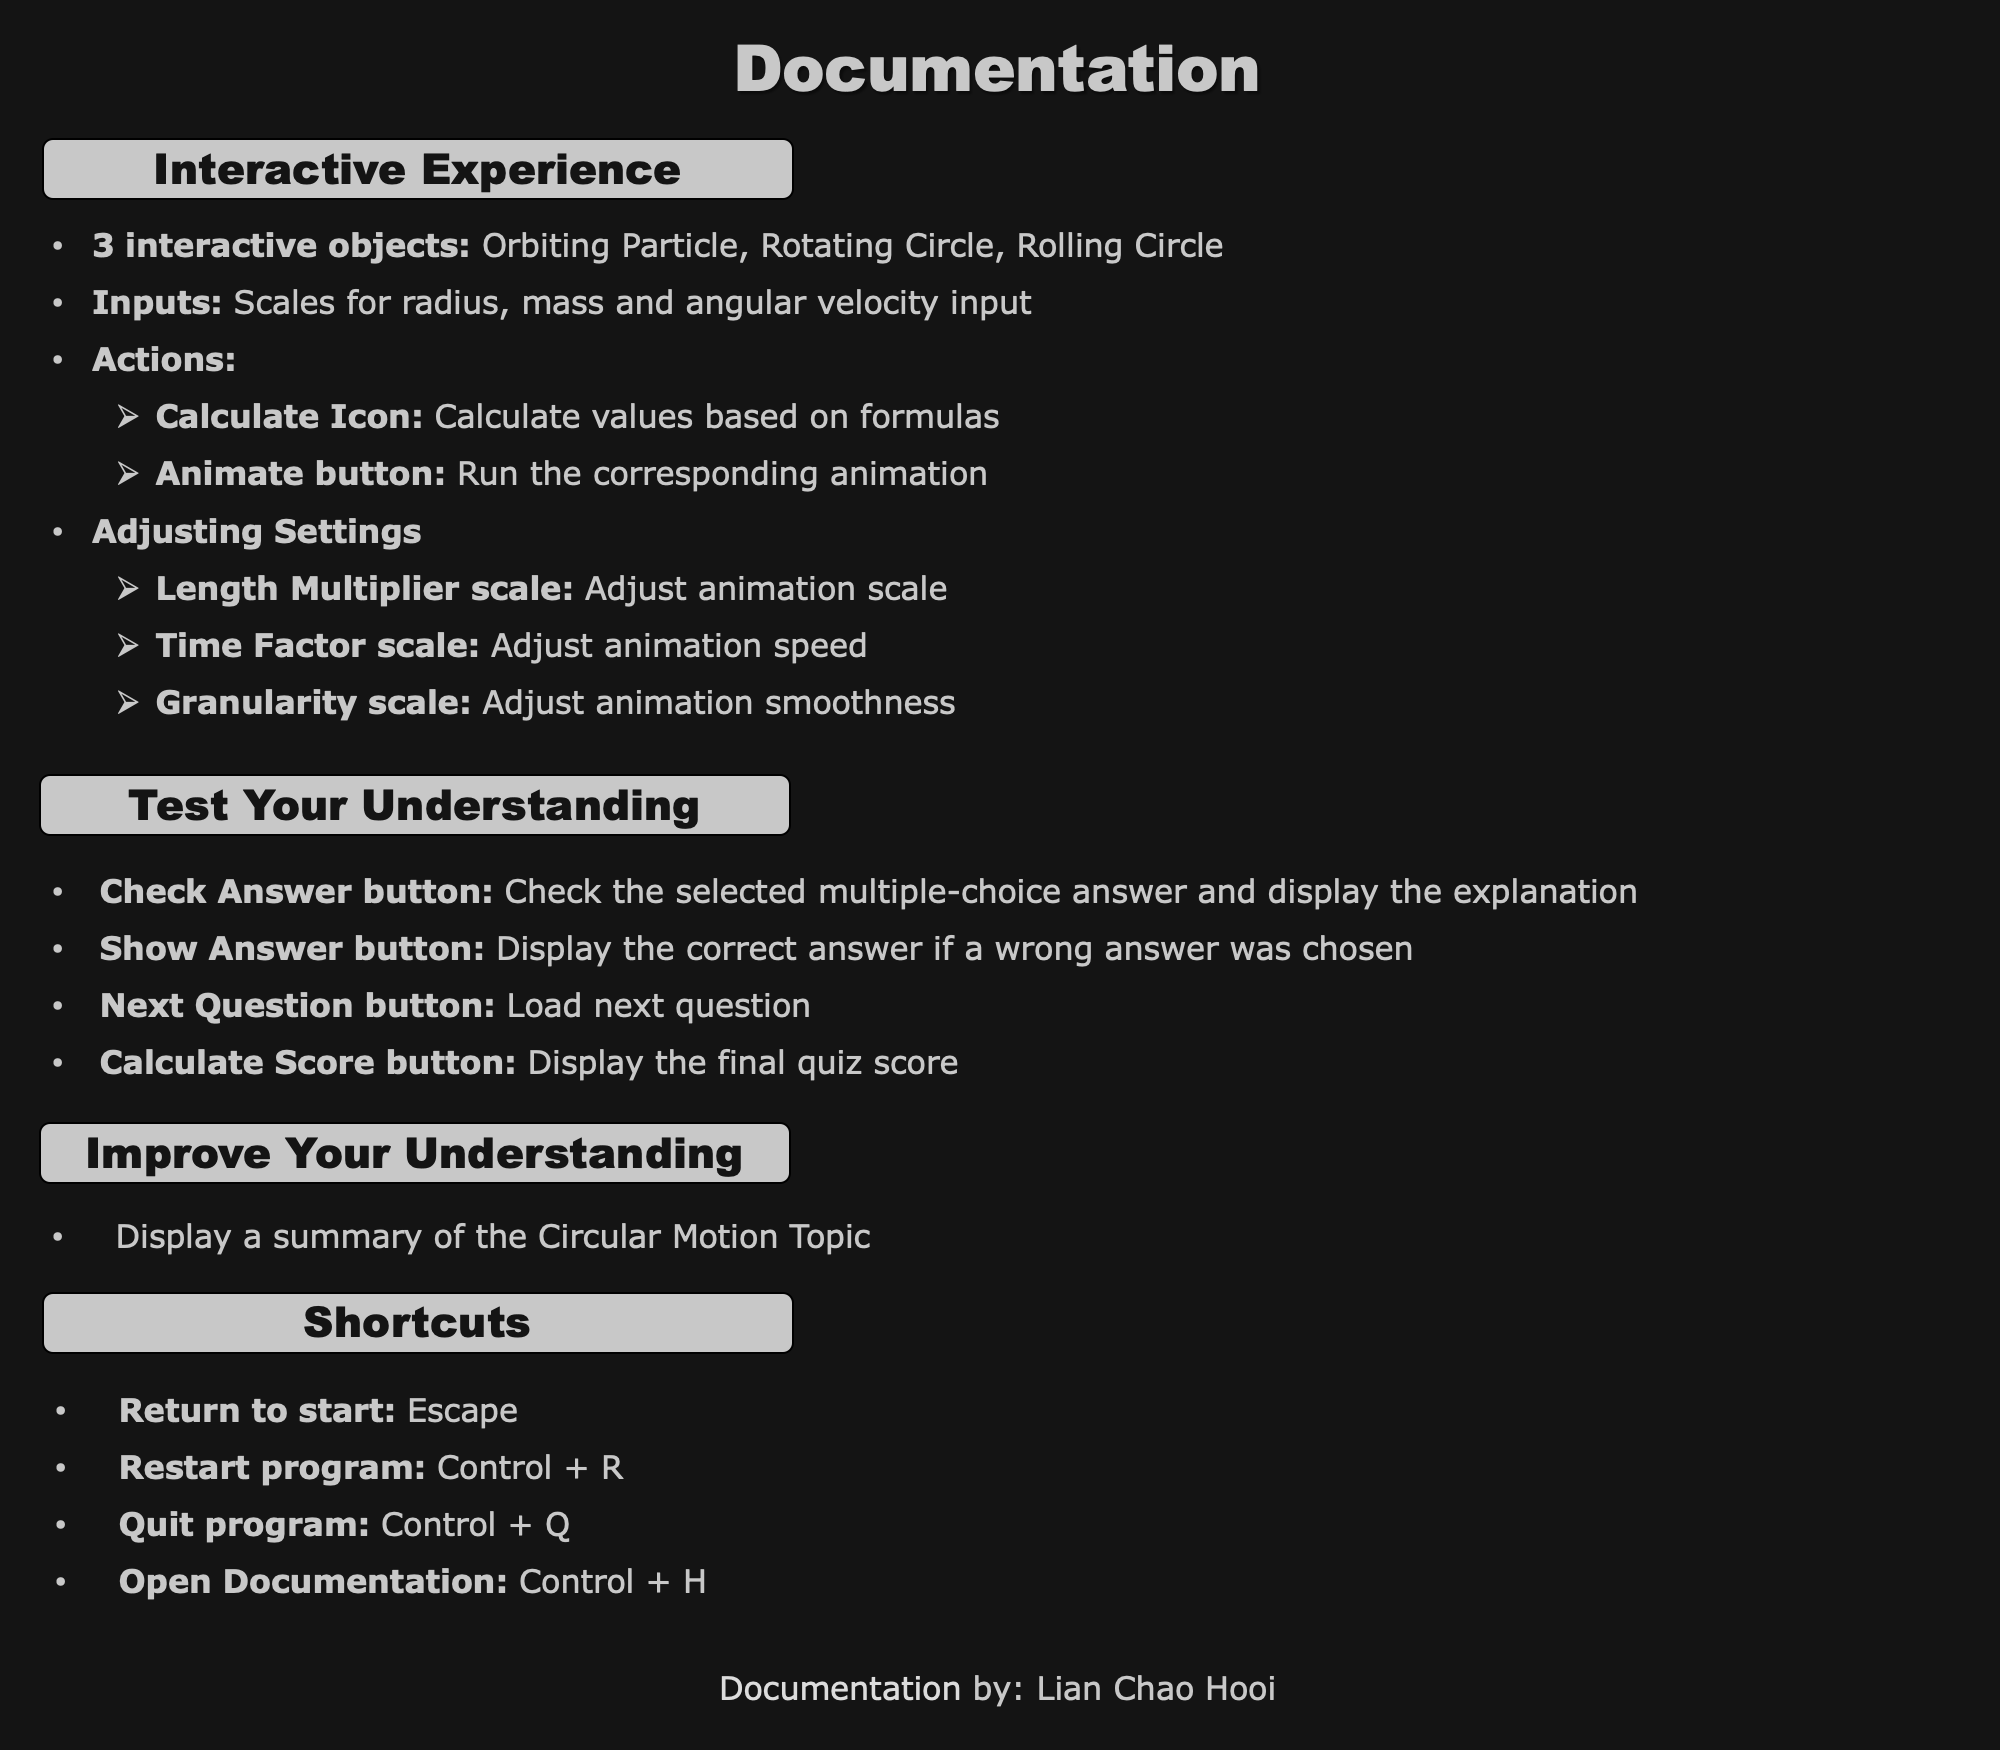 Documentation
Interactive Experience
• 3 interactive objects: Orbiting Particle, Rotating Circle, Rolling Circle
• Inputs: Scales for radius, mass and angular velocity input
• Actions:
➢ Calculate Icon: Calculate values based on formulas
➢ Animate button: Run the corresponding animation
• Adjusting Settings
➢ Length Multiplier scale: Adjust animation scale
➢ Time Factor scale: Adjust animation speed
➢ Granularity scale: Adjust animation smoothness
Test Your Understanding
• Check Answer button: Check the selected multiple-choice answer and display the explanation
• Show Answer button: Display the correct answer if a wrong answer was chosen
• Next Question button: Load next question
• Calculate Score button: Display the final quiz score
Improve Your Understanding
• Display a summary of the Circular Motion Topic
Shortcuts
• Return to start: Escape
• Restart program: Control + R
• Quit program: Control + Q
• Open Documentation: Control + H
Documentation by: Lian Chao Hooi